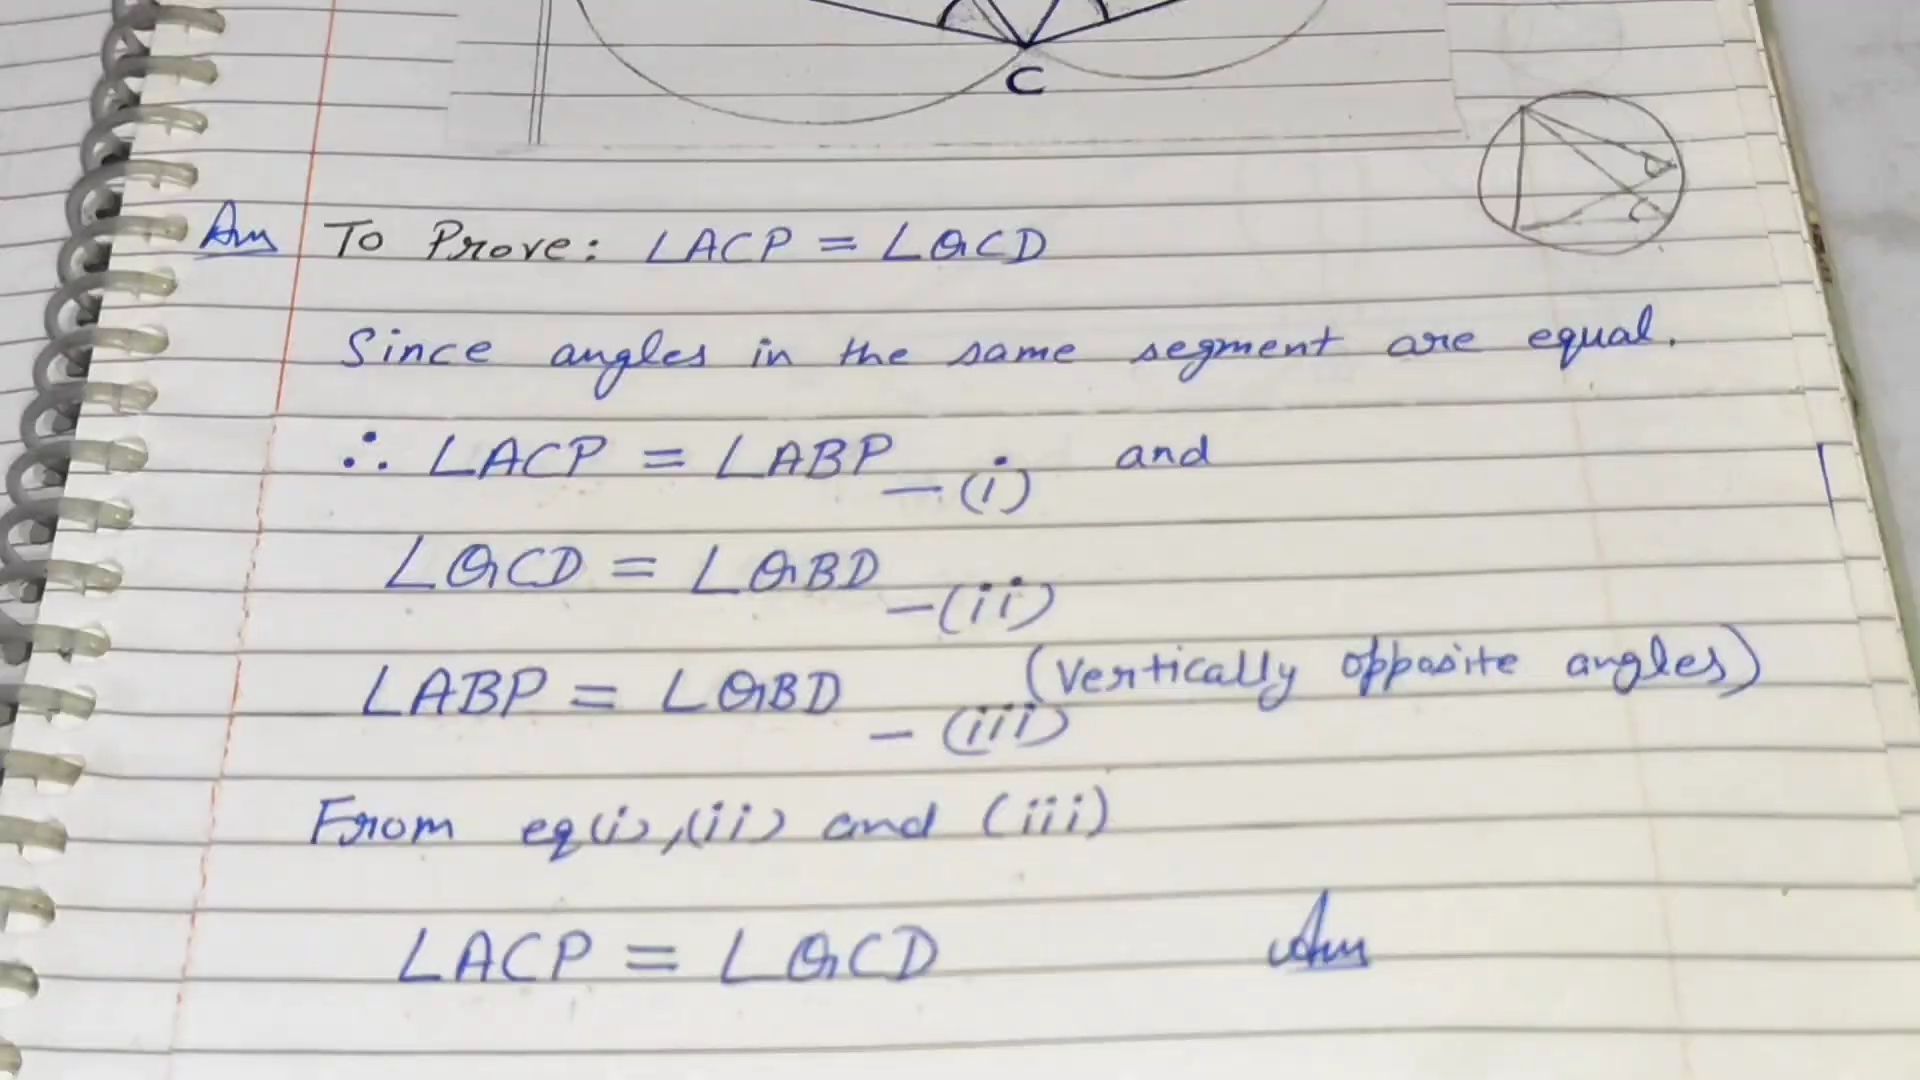 C
Ans To Prove: ∠ACP = ∠QCD
Since angles in the same segment are equal.
∴ ∠ACP = ∠ABP —(i) and
∠QCD = ∠QBD —(ii)
∠ABP = ∠QBD —(iii) (Vertically opposite angles)
From eq(i),(ii) and (iii)
∠ACP = ∠QCD Ans